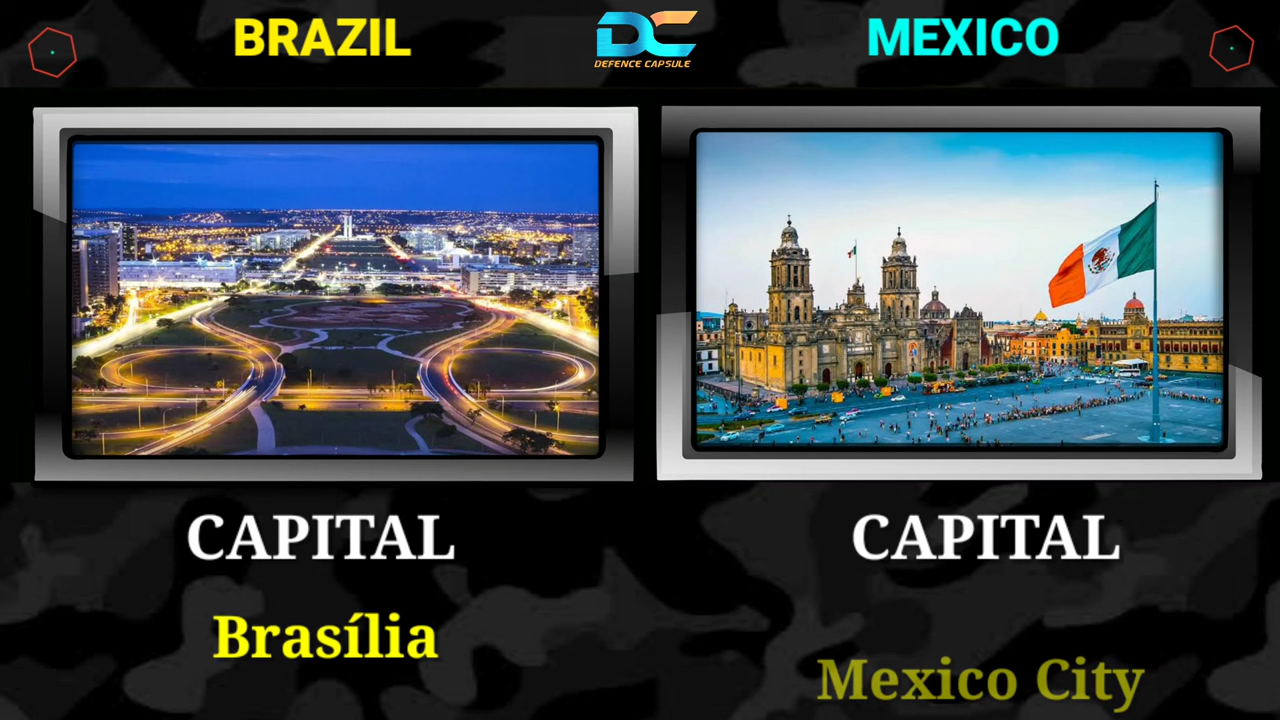 BRAZIL
DC
DEFENCE CAPSULE
MEXICO
CAPITAL
Brasília
CAPITAL
Mexico City